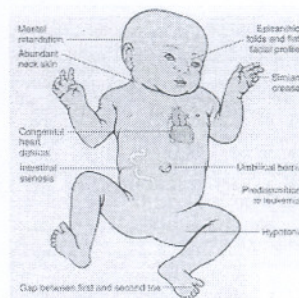 Mental
retardation
Abundant
neck skin
Congenital
heart
defects
Intestinal
stenosis
Gap between first and second toe
Epicanthic
folds and flat
facial profile
Simian
crease
Umbilical
Predisposition
to leukemia
Hypotonia